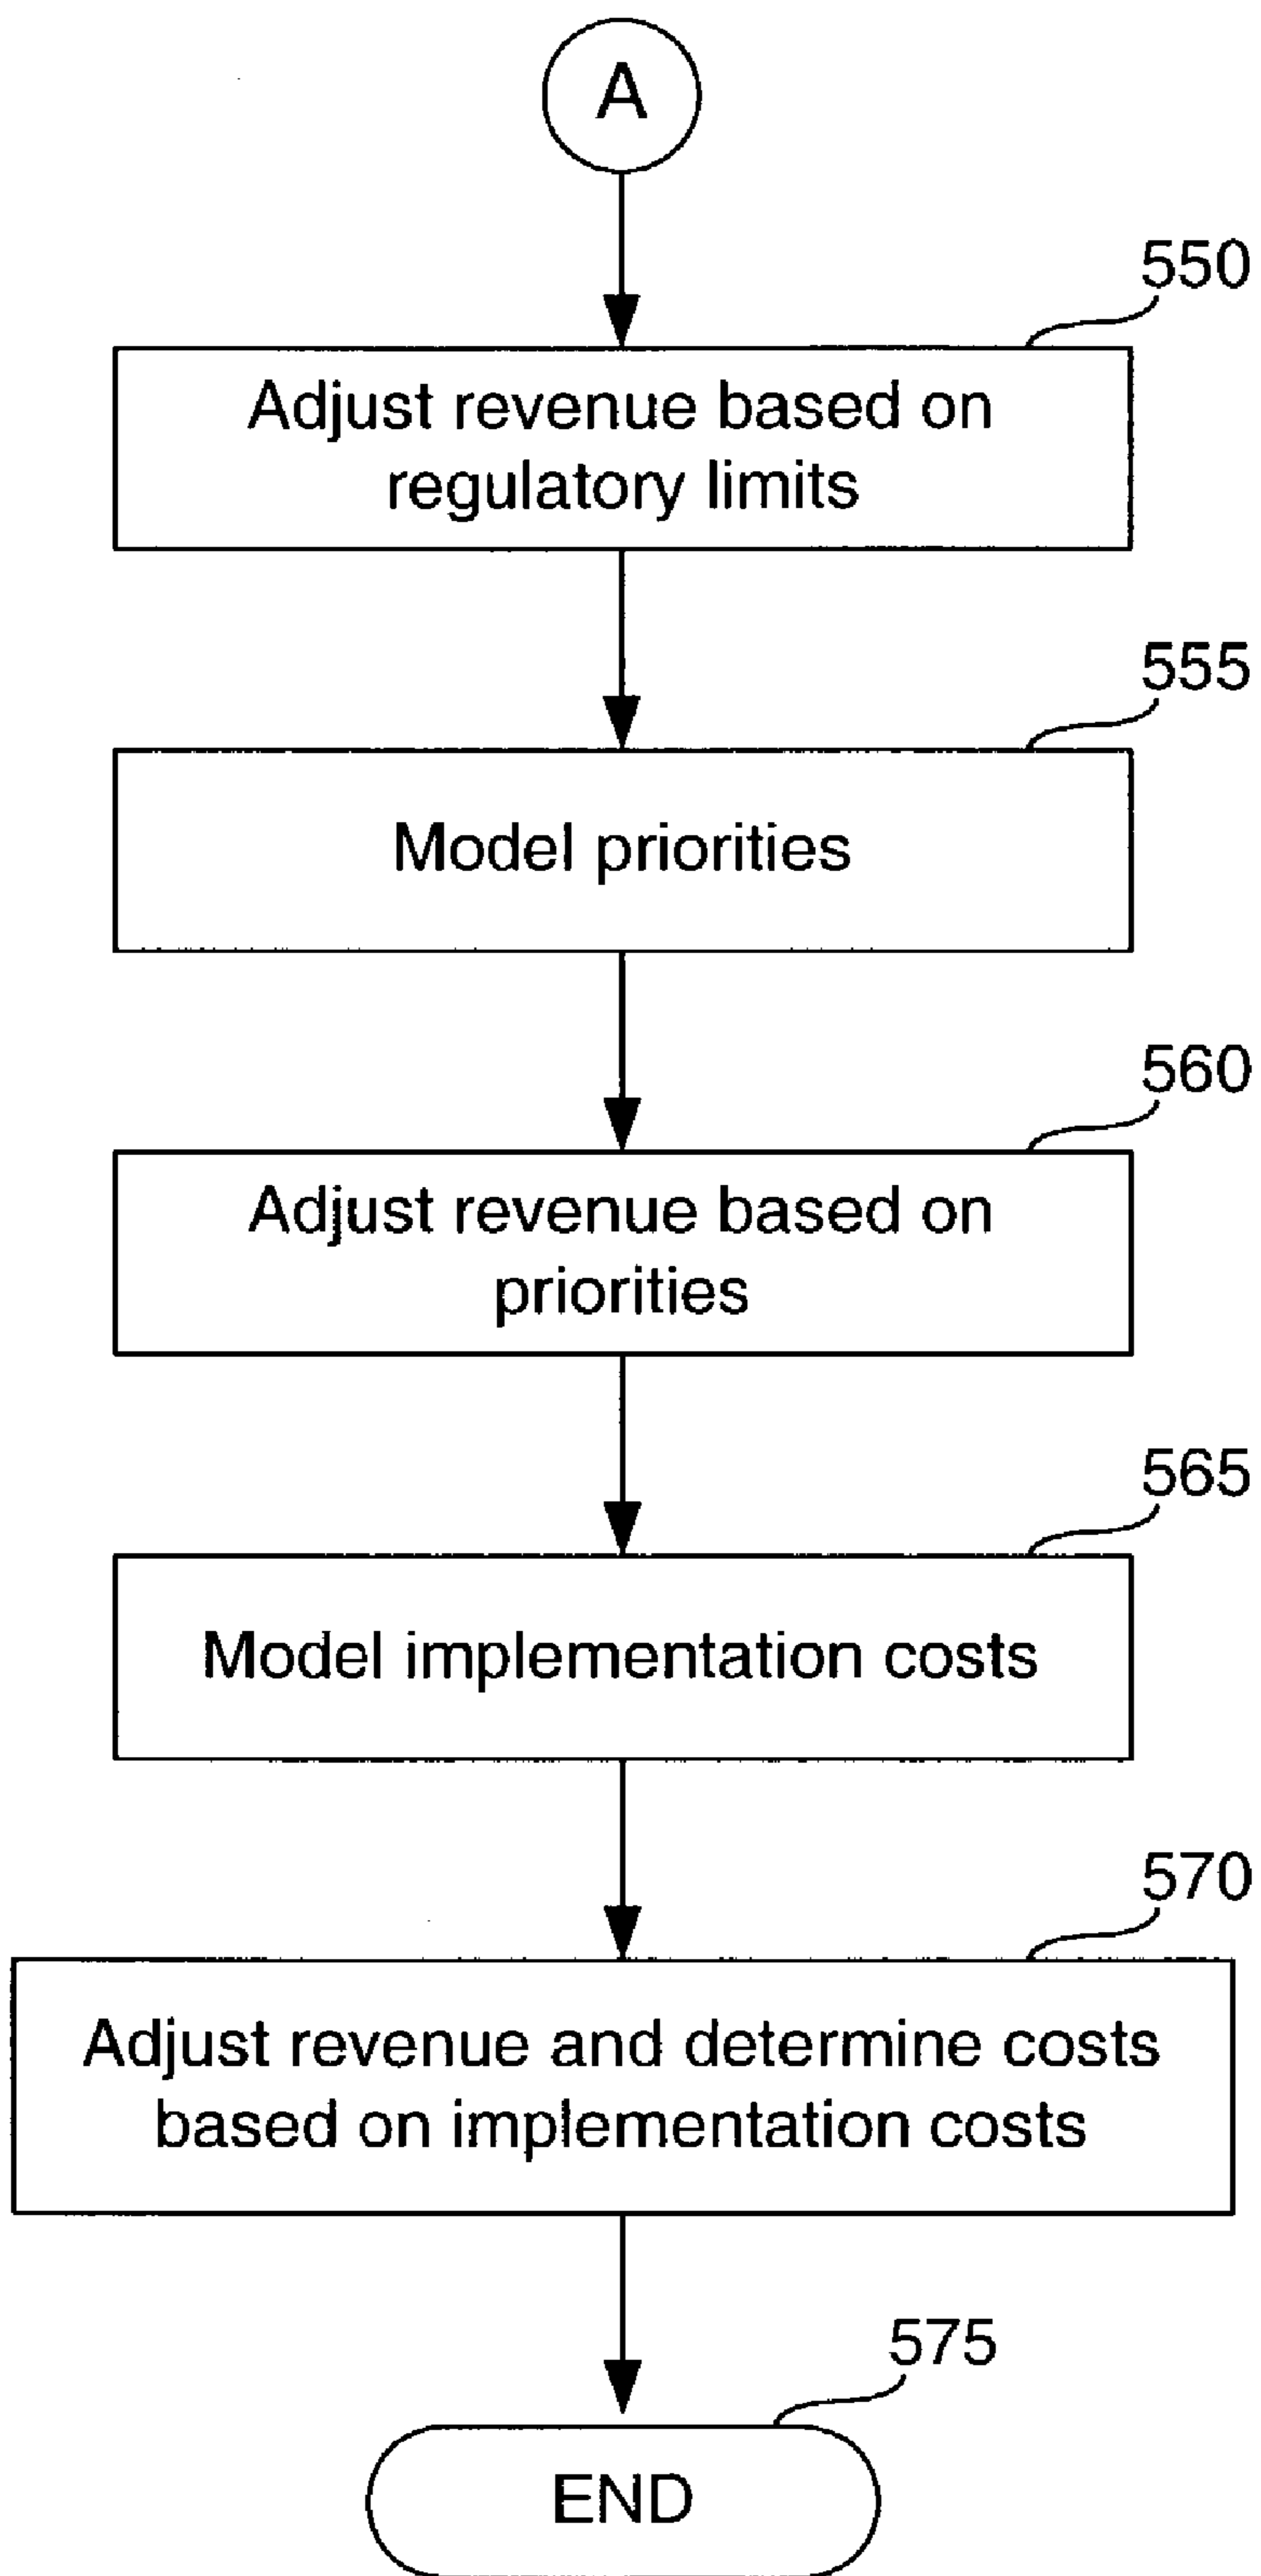 A
550
Adjust revenue based on
regulatory limits
555
Model priorities
560
Adjust revenue based on
priorities
565
Model implementation costs
570
Adjust revenue and determine costs
based on implementation costs
575
END